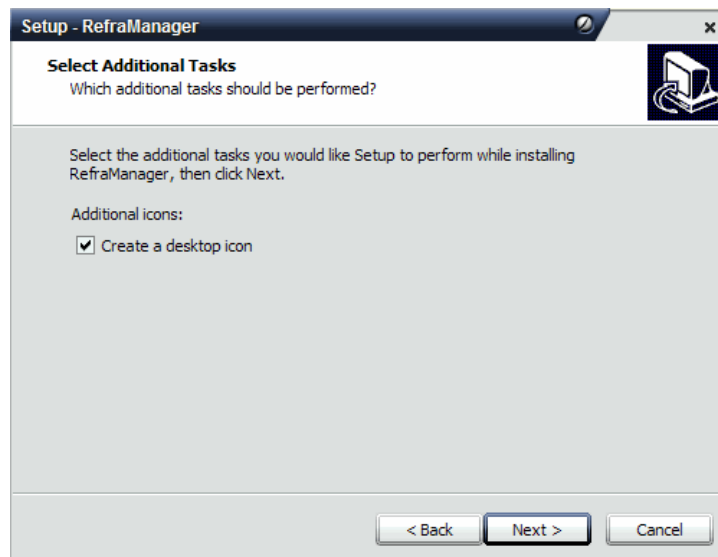 Setup - RefraManager
Select Additional Tasks
Which additional tasks should be performed?
Select the additional tasks you would like Setup to perform while installing
RefraManager, then click Next.
Additional icons:
Create a desktop icon
< Back Next > Cancel